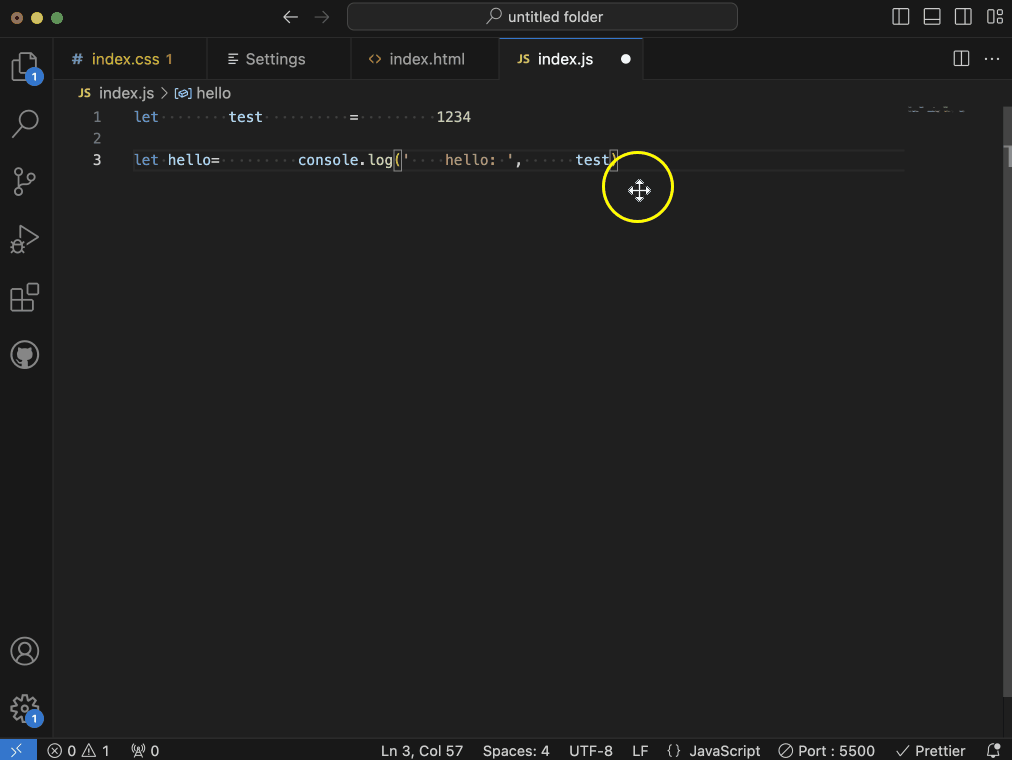 untitled folder
# index.css 1
Settings
<> index.html
JS index.js
JS index.js > hello
1 let ········ test ·········· = ········· 1234
2
3 let hello= ········· console.log(' ···· hello: · ', ······ test)
1
1
0 1 0 Ln 3, Col 57 Spaces: 4 UTF-8 LF {} JavaScript Port : 5500 Prettier